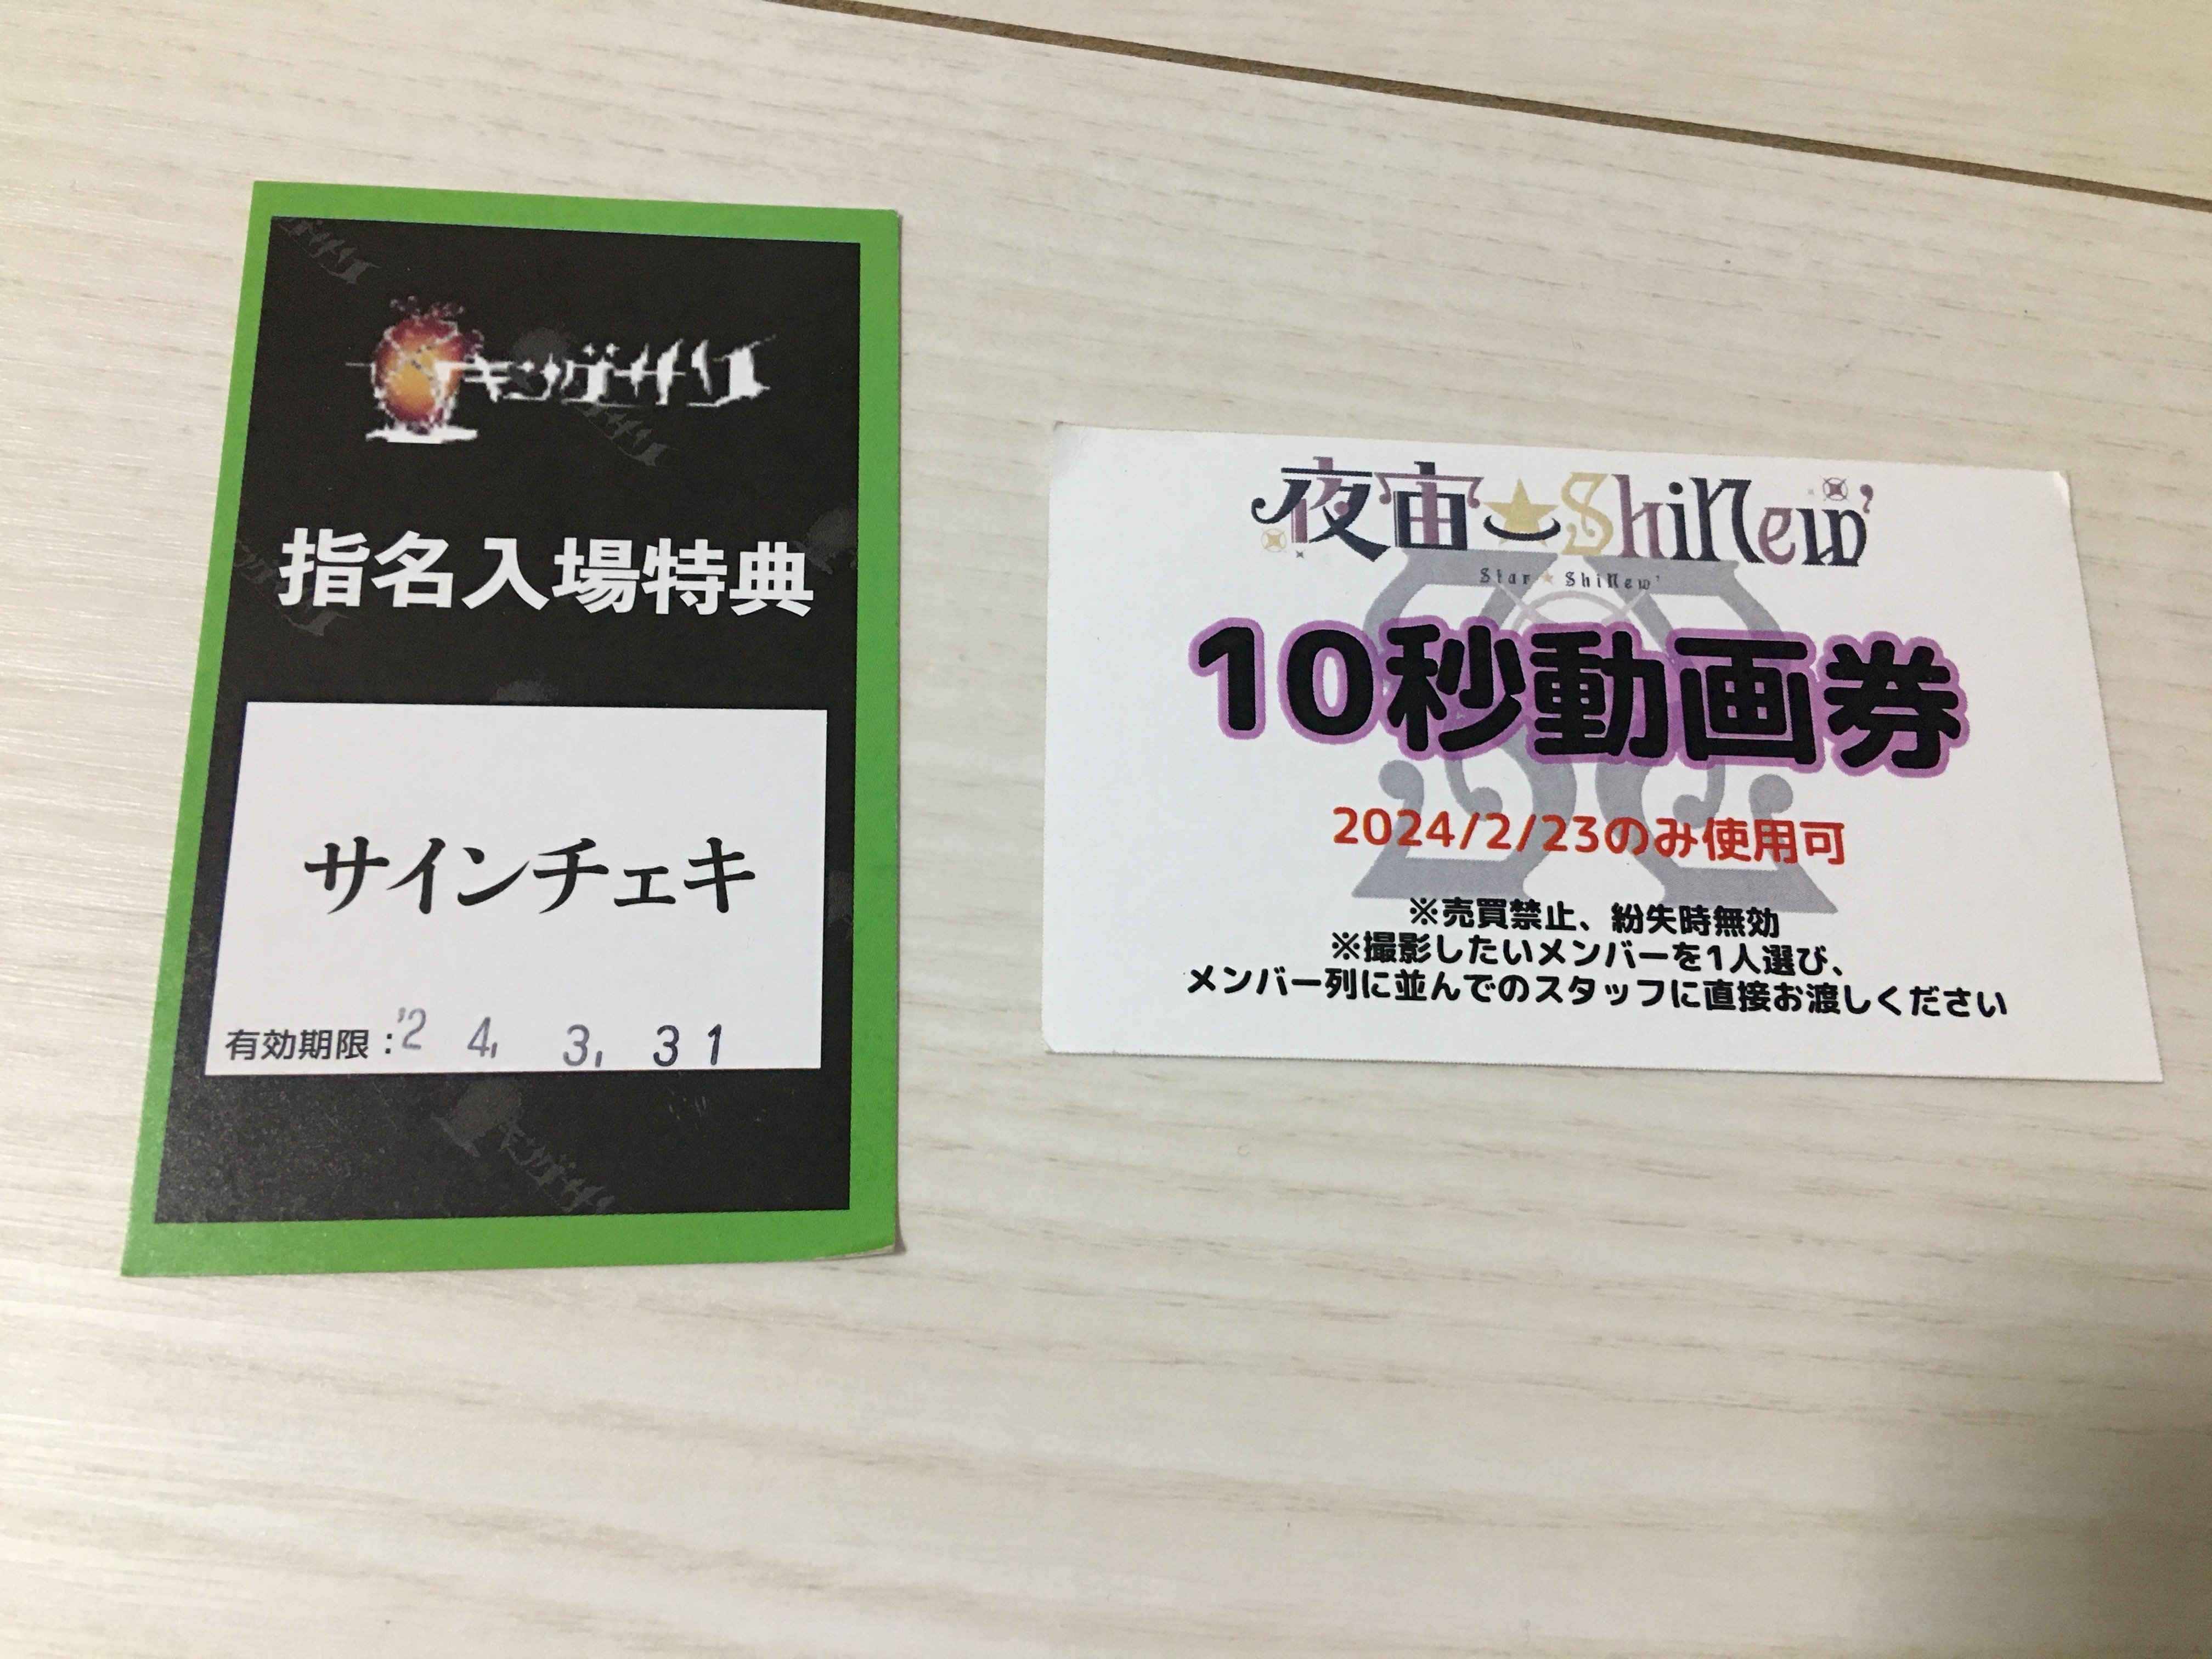 キングサリ
指名入場特典
サインチェキ
有効期限：'24, 3, 31
夜宙★ShiNew'
Star★ShiNew'
10秒動画券
2024/2/23のみ使用可
※売買禁止、紛失時無効
※撮影したいメンバーを1人選び、
メンバー列に並んでのスタッフに直接お渡しください